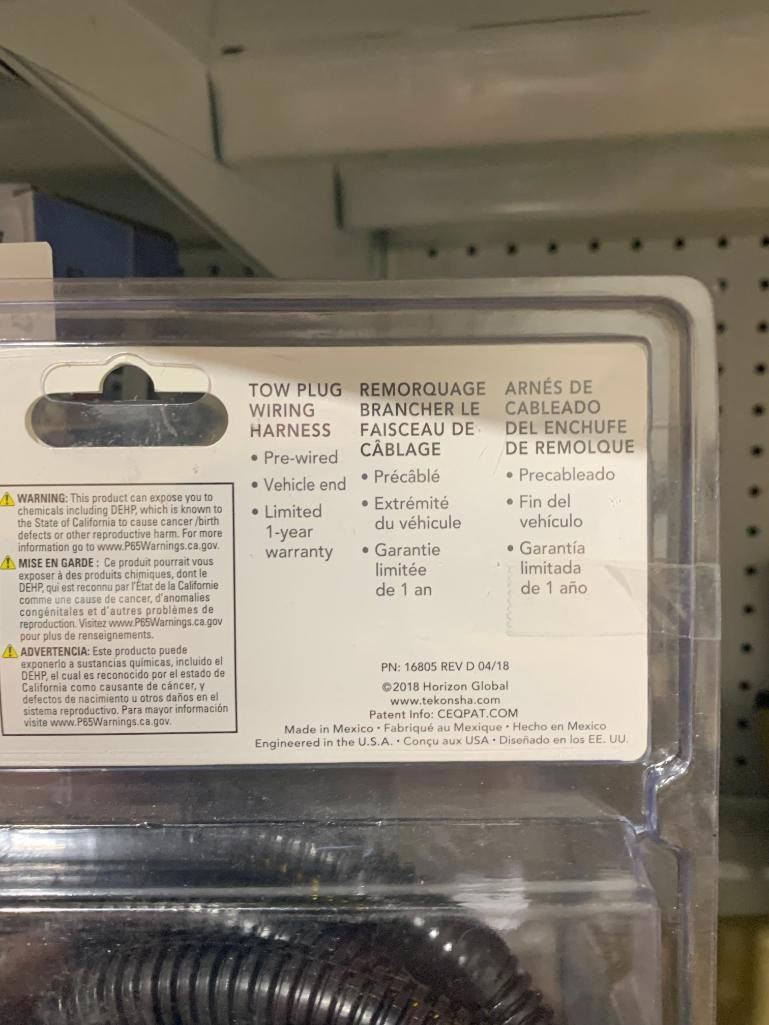 TOW PLUG
WIRING
HARNESS
• Pre-wired
• Vehicle end
• Limited
1-year
warranty
REMORQUAGE
BRANCHER LE
FAISCEAU DE
CÂBLAGE
• Précâblé
• Extrémité
du véhicule
• Garantie
limitée
de 1 an
ARNÉS DE
CABLEADO
DEL ENCHUFE
DE REMOLQUE
• Precableado
• Fin del
vehículo
• Garantía
limitada
de 1 año
WARNING: This product can expose you to
chemicals including DEHP, which is known to
the State of California to cause cancer /birth
defects or other reproductive harm. For more
information go to www.P65Warnings.ca.gov.
MISE EN GARDE : Ce produit pourrait vous
exposer à des produits chimiques, dont le
DEHP, qui est reconnu par l'État de la Californie
comme une cause de cancer, d'anomalies
congénitales et d'autres problèmes de
reproduction. Visitez www.P65Warnings.ca.gov
pour plus de renseignements.
ADVERTENCIA: Este producto puede
exponerlo a sustancias químicas, incluido el
DEHP, el cual es reconocido por el estado de
California como causante de cáncer, y
defectos de nacimiento u otros daños en el
sistema reproductivo. Para mayor información
visite www.P65Warnings.ca.gov.
PN: 16805 REV D 04/18
©2018 Horizon Global
www.tekonsha.com
Patent Info: CEQPAT.COM
Made in Mexico • Fabriqué au Mexique • Hecho en Mexico
Engineered in the U.S.A. • Conçu aux USA • Diseñado en los EE. UU.